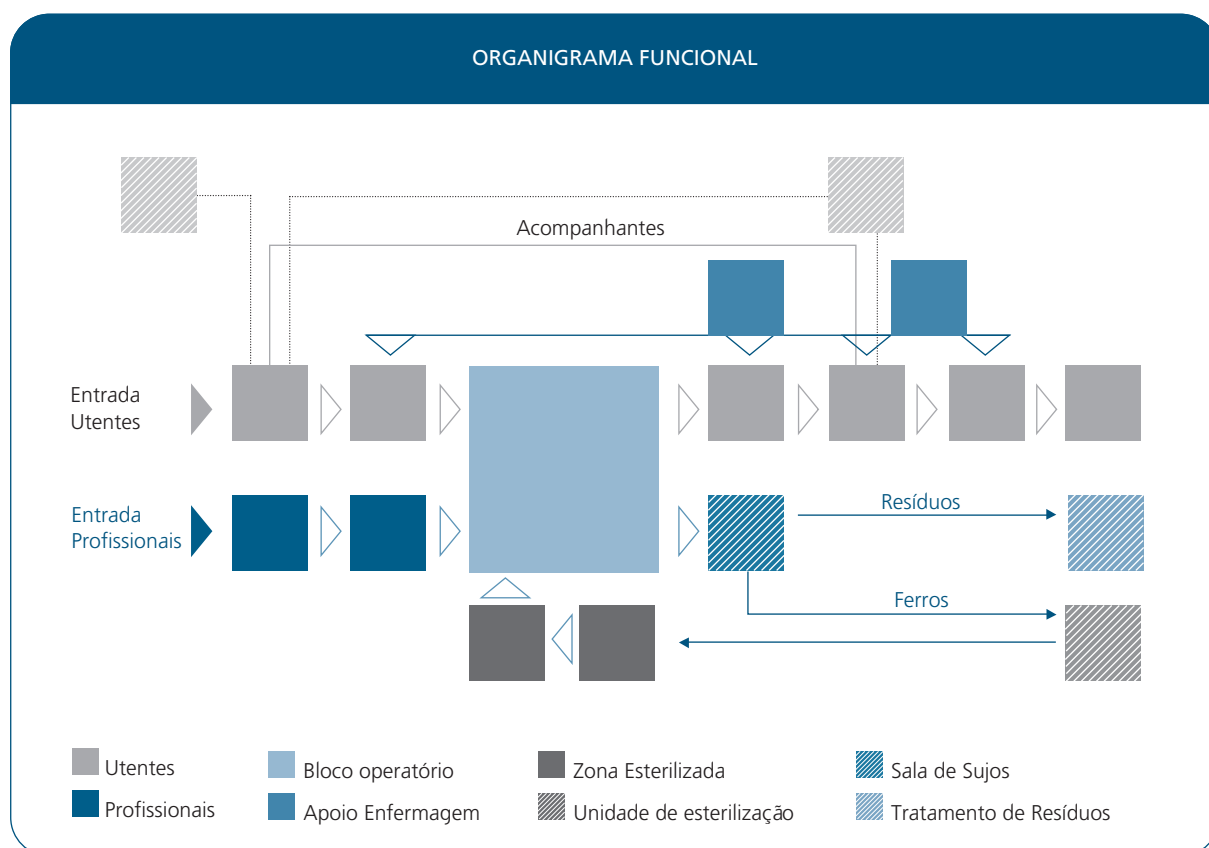 ORGANIGRAMA FUNCIONAL
Acompanhantes
Entrada
Utentes
Entrada
Profissionais
Resíduos
Ferros
Utentes
Bloco operatório
Zona Esterilizada
Sala de Sujos
Profissionais
Apoio Enfermagem
Unidade de esterilização
Tratamento de Resíduos